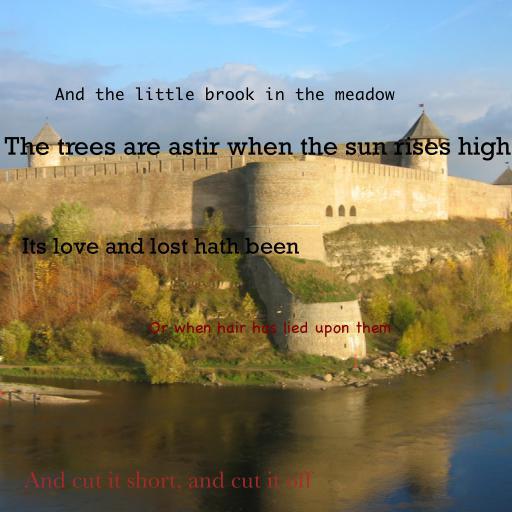 And the little brook in the meadow
The trees are astir when the sun rises high
Its love and lost hath been
Or when hair has lied upon them
And cut it short, and cut it off